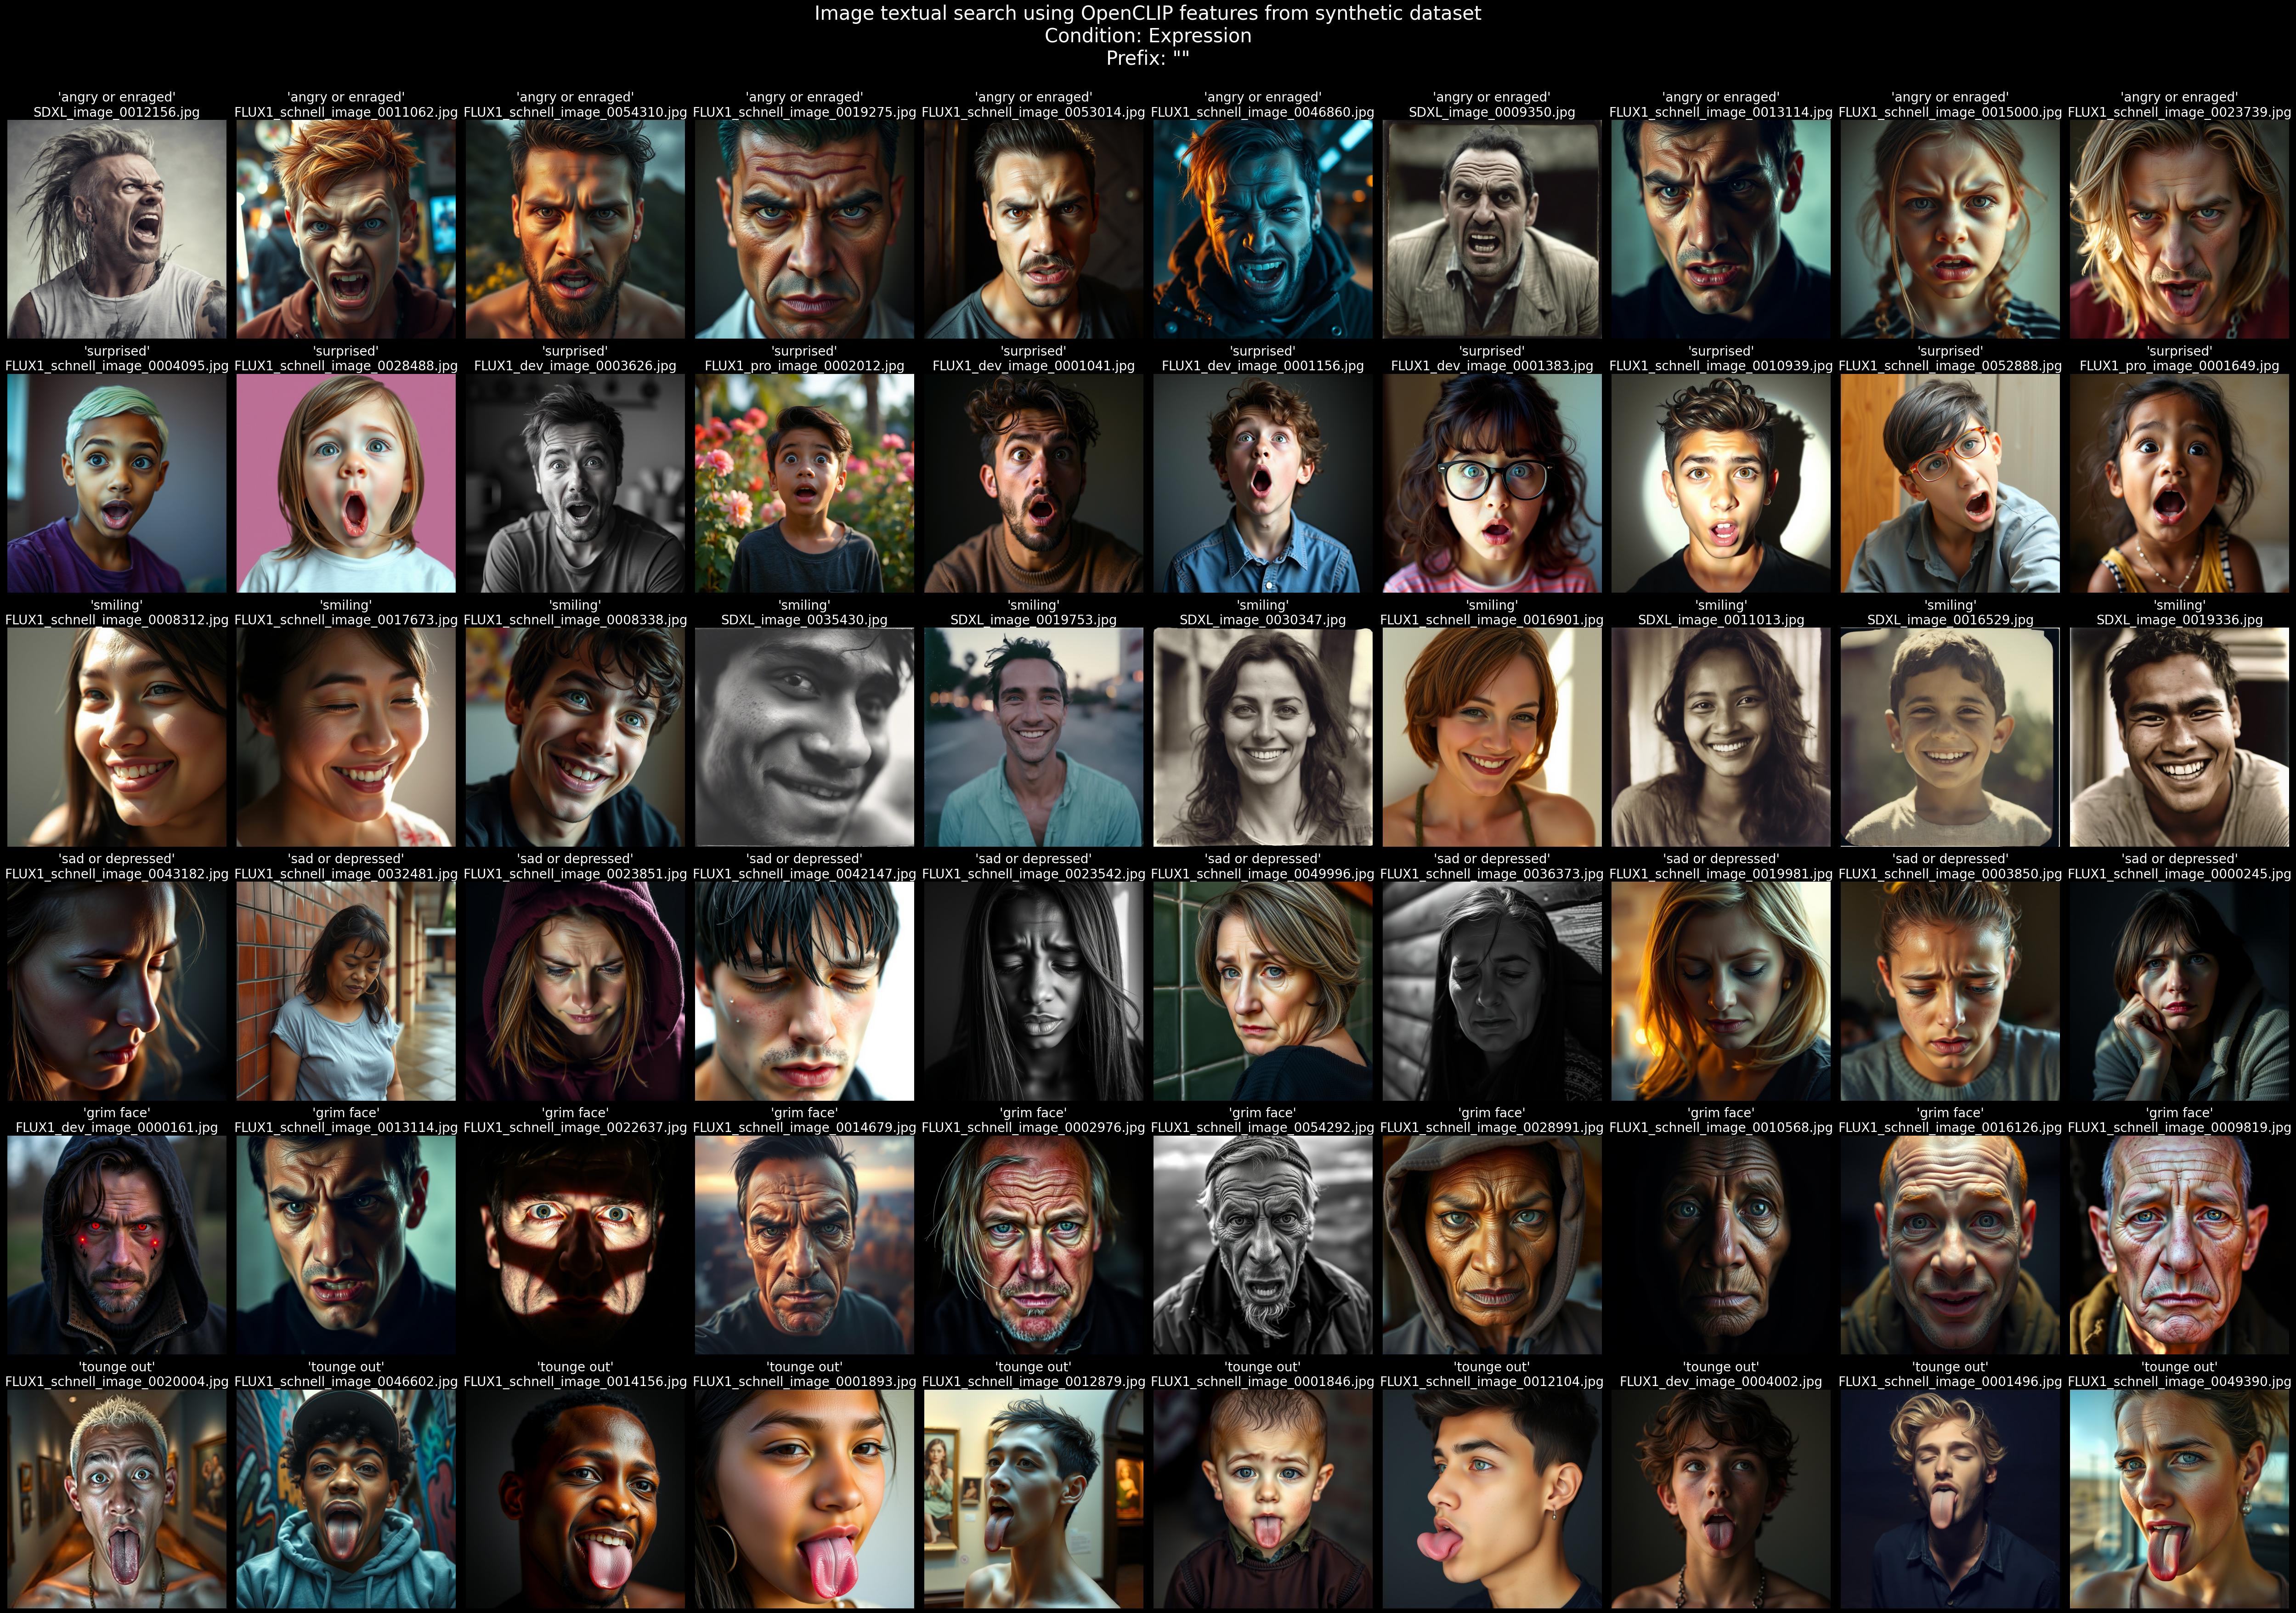 Image textual search using OpenCLIP features from synthetic dataset
Condition: Expression
Prefix: ""
'angry or enraged' 'angry or enraged' 'angry or enraged' 'angry or enraged' 'angry or enraged' 'angry or enraged' 'angry or enraged' 'angry or enraged' 'angry or enraged' 'angry or enraged'
SDXL_image_0012156.jpg FLUX1_schnell_image_0011062.jpg FLUX1_schnell_image_0054310.jpg FLUX1_schnell_image_0019275.jpg FLUX1_schnell_image_0053014.jpg FLUX1_schnell_image_0046860.jpg SDXL_image_0009350.jpg FLUX1_schnell_image_0013114.jpg FLUX1_schnell_image_0015000.jpg FLUX1_schnell_image_0023739.jpg
'surprised' 'surprised' 'surprised' 'surprised' 'surprised' 'surprised' 'surprised' 'surprised' 'surprised' 'surprised'
FLUX1_schnell_image_0004095.jpg FLUX1_schnell_image_0028488.jpg FLUX1_dev_image_0003626.jpg FLUX1_pro_image_0002012.jpg FLUX1_dev_image_0001041.jpg FLUX1_dev_image_0001156.jpg FLUX1_dev_image_0001383.jpg FLUX1_schnell_image_0010939.jpg FLUX1_schnell_image_0052888.jpg FLUX1_pro_image_0001649.jpg
'smiling' 'smiling' 'smiling' 'smiling' 'smiling' 'smiling' 'smiling' 'smiling' 'smiling' 'smiling'
FLUX1_schnell_image_0008312.jpg FLUX1_schnell_image_0017673.jpg FLUX1_schnell_image_0008338.jpg SDXL_image_0035430.jpg SDXL_image_0019753.jpg SDXL_image_0030347.jpg FLUX1_schnell_image_0016901.jpg SDXL_image_0011013.jpg SDXL_image_0016529.jpg SDXL_image_0019336.jpg
'sad or depressed' 'sad or depressed' 'sad or depressed' 'sad or depressed' 'sad or depressed' 'sad or depressed' 'sad or depressed' 'sad or depressed' 'sad or depressed' 'sad or depressed'
FLUX1_schnell_image_0043182.jpg FLUX1_schnell_image_0032481.jpg FLUX1_schnell_image_0023851.jpg FLUX1_schnell_image_0042147.jpg FLUX1_schnell_image_0023542.jpg FLUX1_schnell_image_0049996.jpg FLUX1_schnell_image_0036373.jpg FLUX1_schnell_image_0019981.jpg FLUX1_schnell_image_0003850.jpg FLUX1_schnell_image_0000245.jpg
'grim face' 'grim face' 'grim face' 'grim face' 'grim face' 'grim face' 'grim face' 'grim face' 'grim face' 'grim face'
FLUX1_dev_image_0000161.jpg FLUX1_schnell_image_0013114.jpg FLUX1_schnell_image_0022637.jpg FLUX1_schnell_image_0014679.jpg FLUX1_schnell_image_0002976.jpg FLUX1_schnell_image_0054292.jpg FLUX1_schnell_image_0028991.jpg FLUX1_schnell_image_0010568.jpg FLUX1_schnell_image_0016126.jpg FLUX1_schnell_image_0009819.jpg
'tounge out' 'tounge out' 'tounge out' 'tounge out' 'tounge out' 'tounge out' 'tounge out' 'tounge out' 'tounge out' 'tounge out'
FLUX1_schnell_image_0020004.jpg FLUX1_schnell_image_0046602.jpg FLUX1_schnell_image_0014156.jpg FLUX1_schnell_image_0001893.jpg FLUX1_schnell_image_0012879.jpg FLUX1_schnell_image_0001846.jpg FLUX1_schnell_image_0012104.jpg FLUX1_dev_image_0004002.jpg FLUX1_schnell_image_0001496.jpg FLUX1_schnell_image_0049390.jpg